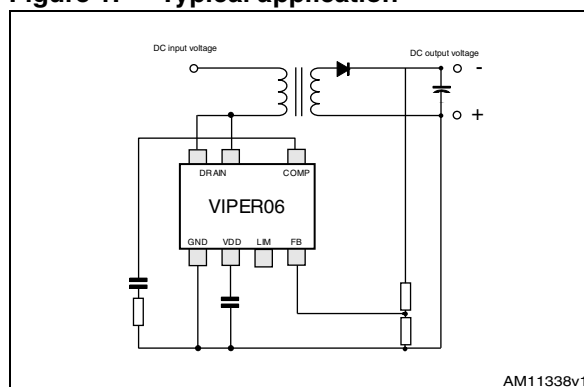 Figure 1. Typical application
DC input voltage
DC output voltage
-
+
DRAIN
COMP
VIPER06
GND VDD LIM FB
AM11338v1